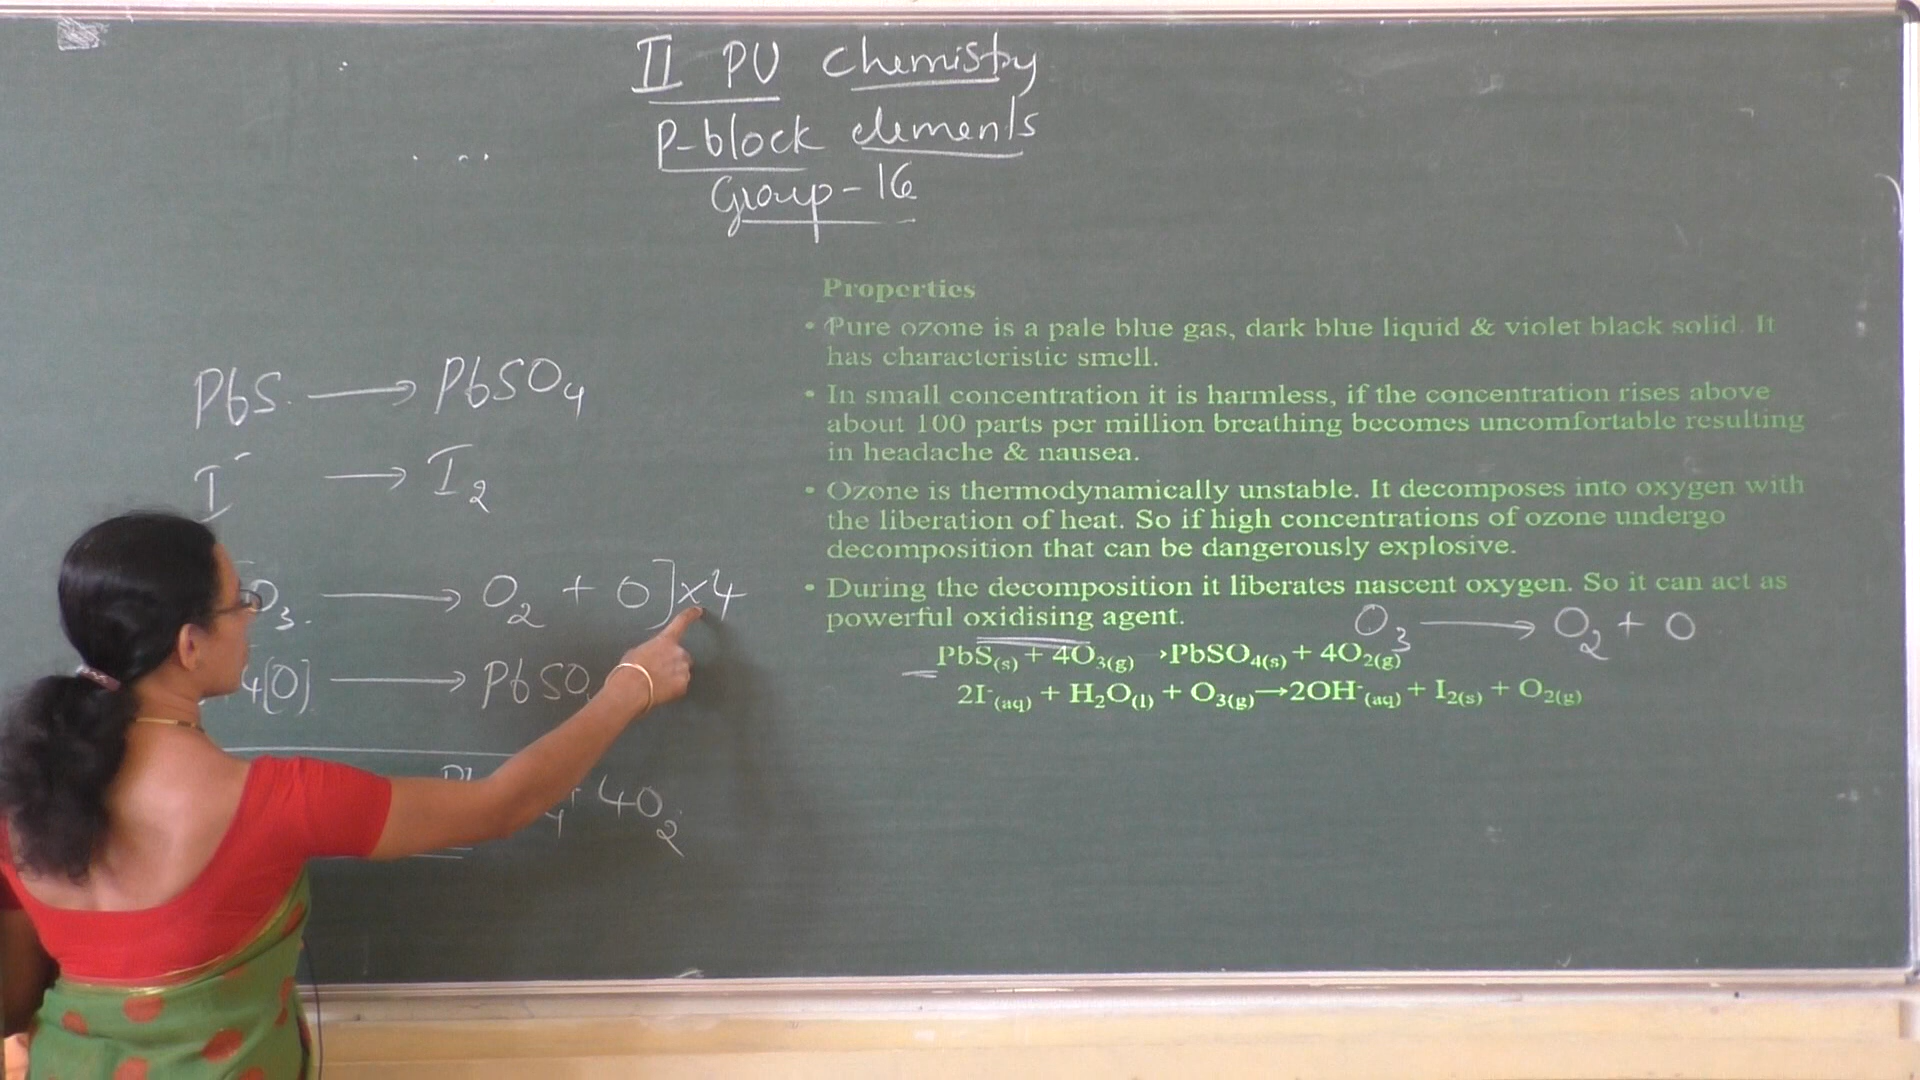 II PU Chemistry
P-block elements
Group-16
PbS. ⟶ PbSO₄
I⁻ ⟶ I₂
O₃. ⟶ O₂ + O]×4
4[O] ⟶ PbSO
+ 4O₂
Properties
• Pure ozone is a pale blue gas, dark blue liquid & violet black solid. It
has characteristic smell.
• In small concentration it is harmless, if the concentration rises above
about 100 parts per million breathing becomes uncomfortable resulting
in headache & nausea.
• Ozone is thermodynamically unstable. It decomposes into oxygen with
the liberation of heat. So if high concentrations of ozone undergo
decomposition that can be dangerously explosive.
• During the decomposition it liberates nascent oxygen. So it can act as
powerful oxidising agent.
O₃ ⟶ O₂ + O
PbS(s) + 4O₃(g) →PbSO₄(s) + 4O₂(g)
2I⁻(aq) + H₂O(l) + O₃(g)→2OH⁻(aq) + I₂(s) + O₂(g)